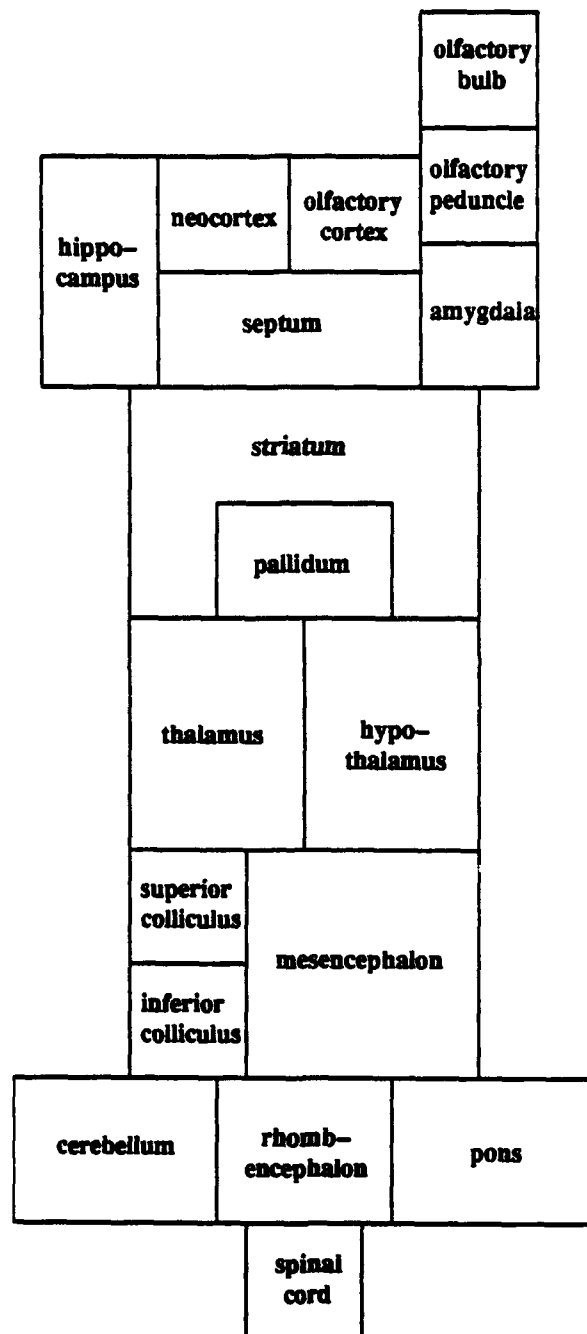 olfactory
bulb
olfactory
peduncle
hippo–
campus
neocortex
olfactory
cortex
amygdala
septum
striatum
pallidum
thalamus
hypo–
thalamus
superior
colliculus
mesencephalon
inferior
colliculus
cerebellum
rhomb–
encephalon
pons
spinal
cord